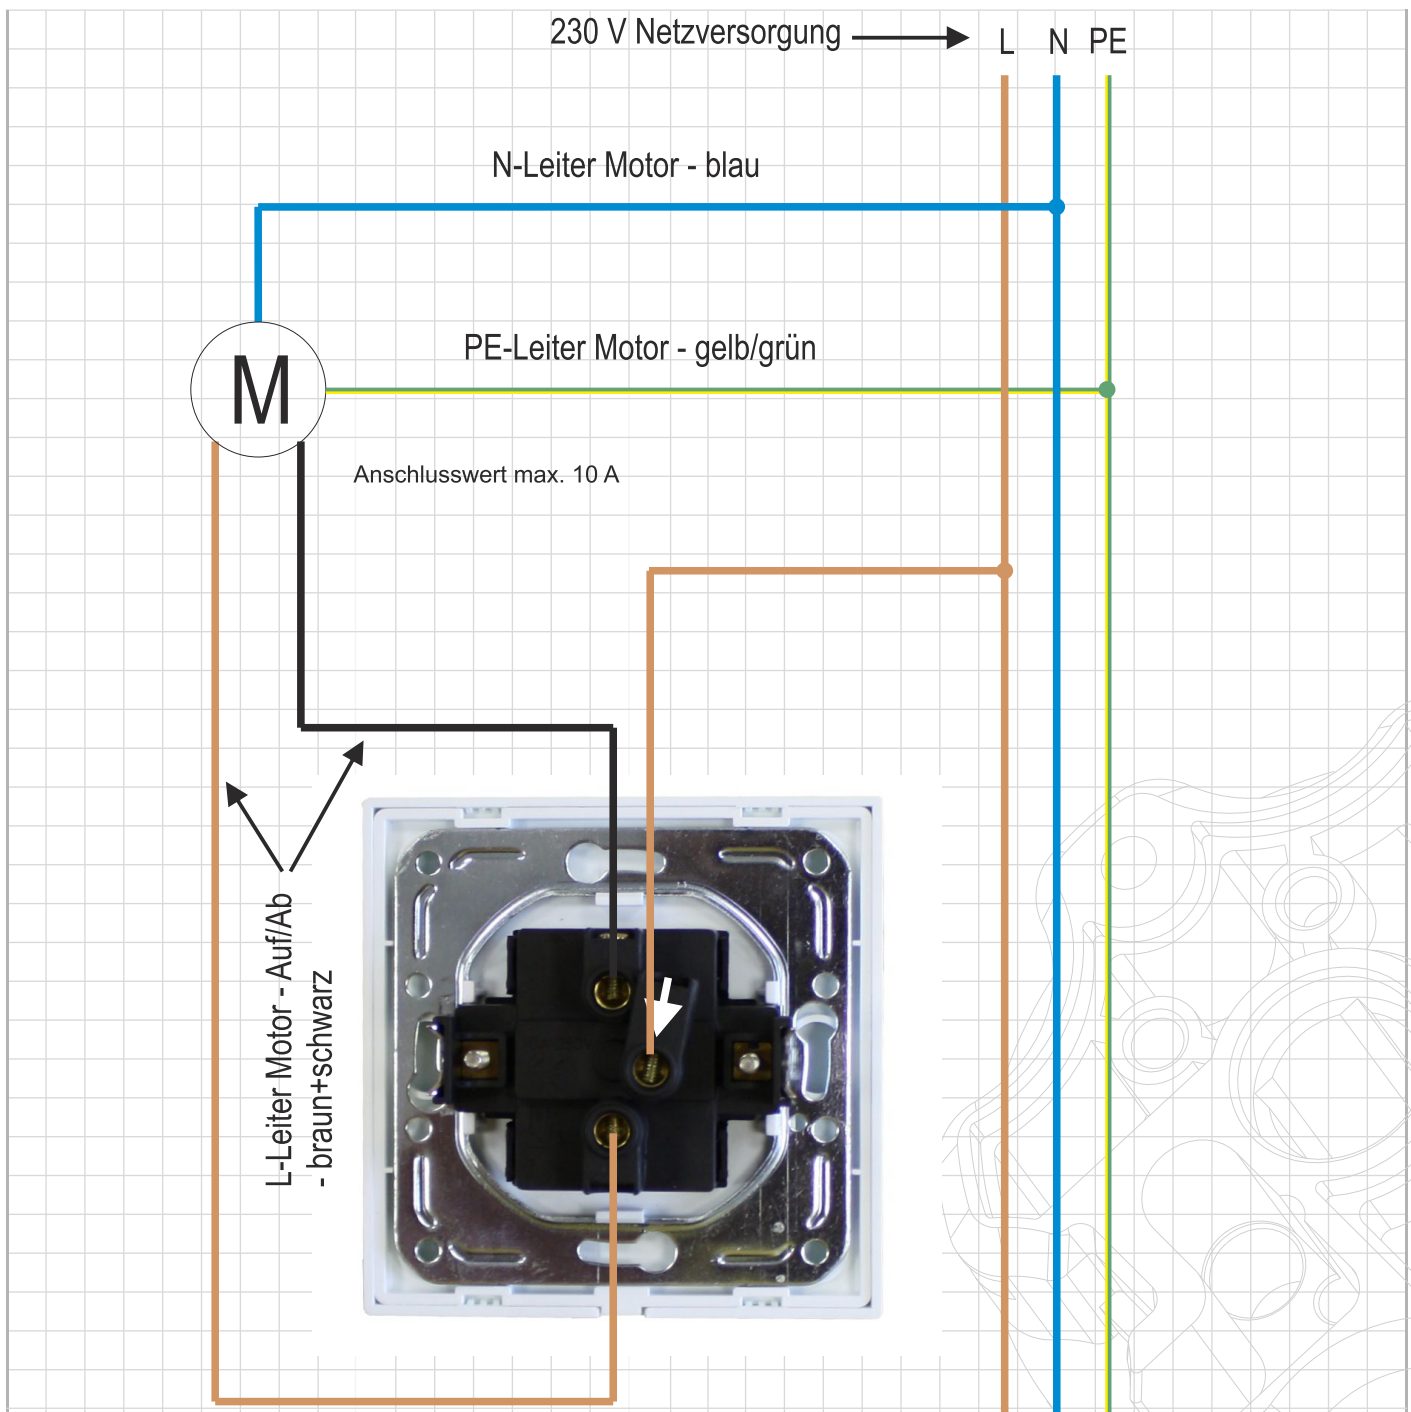 230 V Netzversorgung
L N PE
N-Leiter Motor - blau
PE-Leiter Motor - gelb/grün
M
Anschlusswert max. 10 A
L-Leiter Motor - Auf/Ab
- braun+schwarz